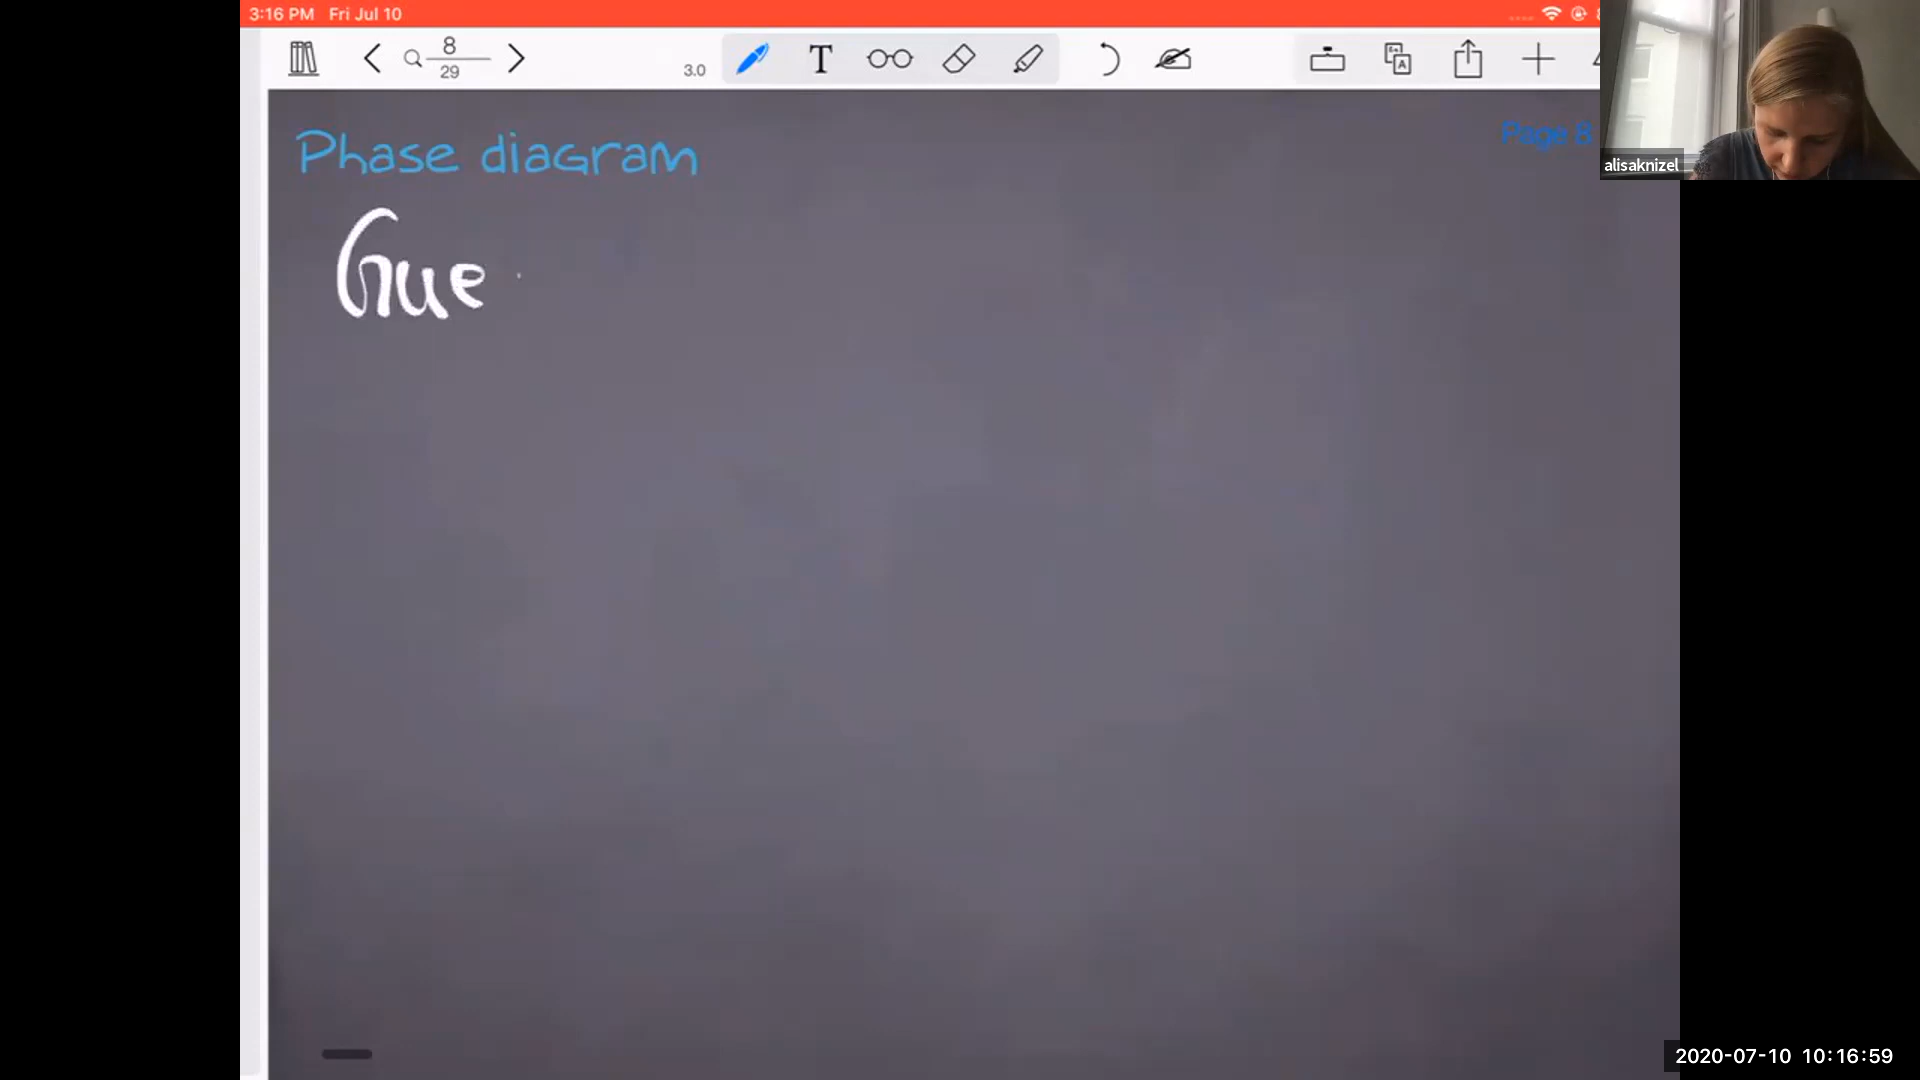 3:16 PM Fri Jul 10
8
29
3.0
T
Phase diagram
Page 8
Gue
alisaknizel
2020-07-10 10:16:59